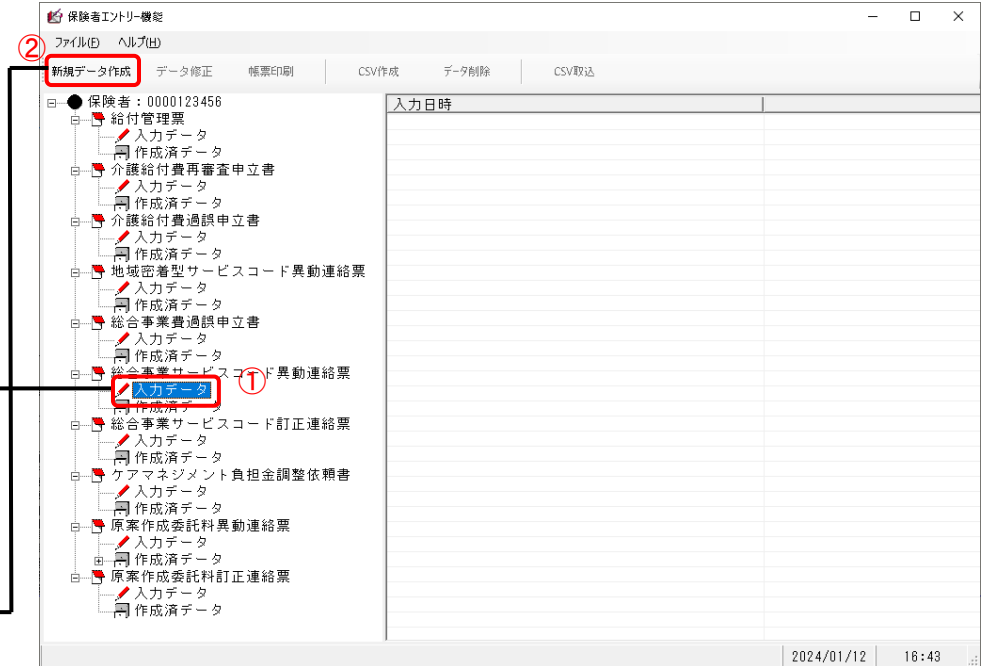 保険者エントリー機能
ファイル(F) ヘルプ(H)
②
新規データ作成 データ修正 帳票印刷 CSV作成 データ削除 CSV取込
保険者：0000123456 入力日時
給付管理票
入力データ
作成済データ
介護給付費再審査申立書
入力データ
作成済データ
介護給付費過誤申立書
入力データ
作成済データ
地域密着型サービスコード異動連絡票
入力データ
作成済データ
総合事業費過誤申立書
入力データ
作成済データ
総合事業サービスコード異動連絡票
入力データ ①
作成済データ
総合事業サービスコード訂正連絡票
入力データ
作成済データ
ケアマネジメント負担金調整依頼書
入力データ
作成済データ
原案作成委託料異動連絡票
入力データ
作成済データ
原案作成委託料訂正連絡票
入力データ
作成済データ
2024/01/12 16:43